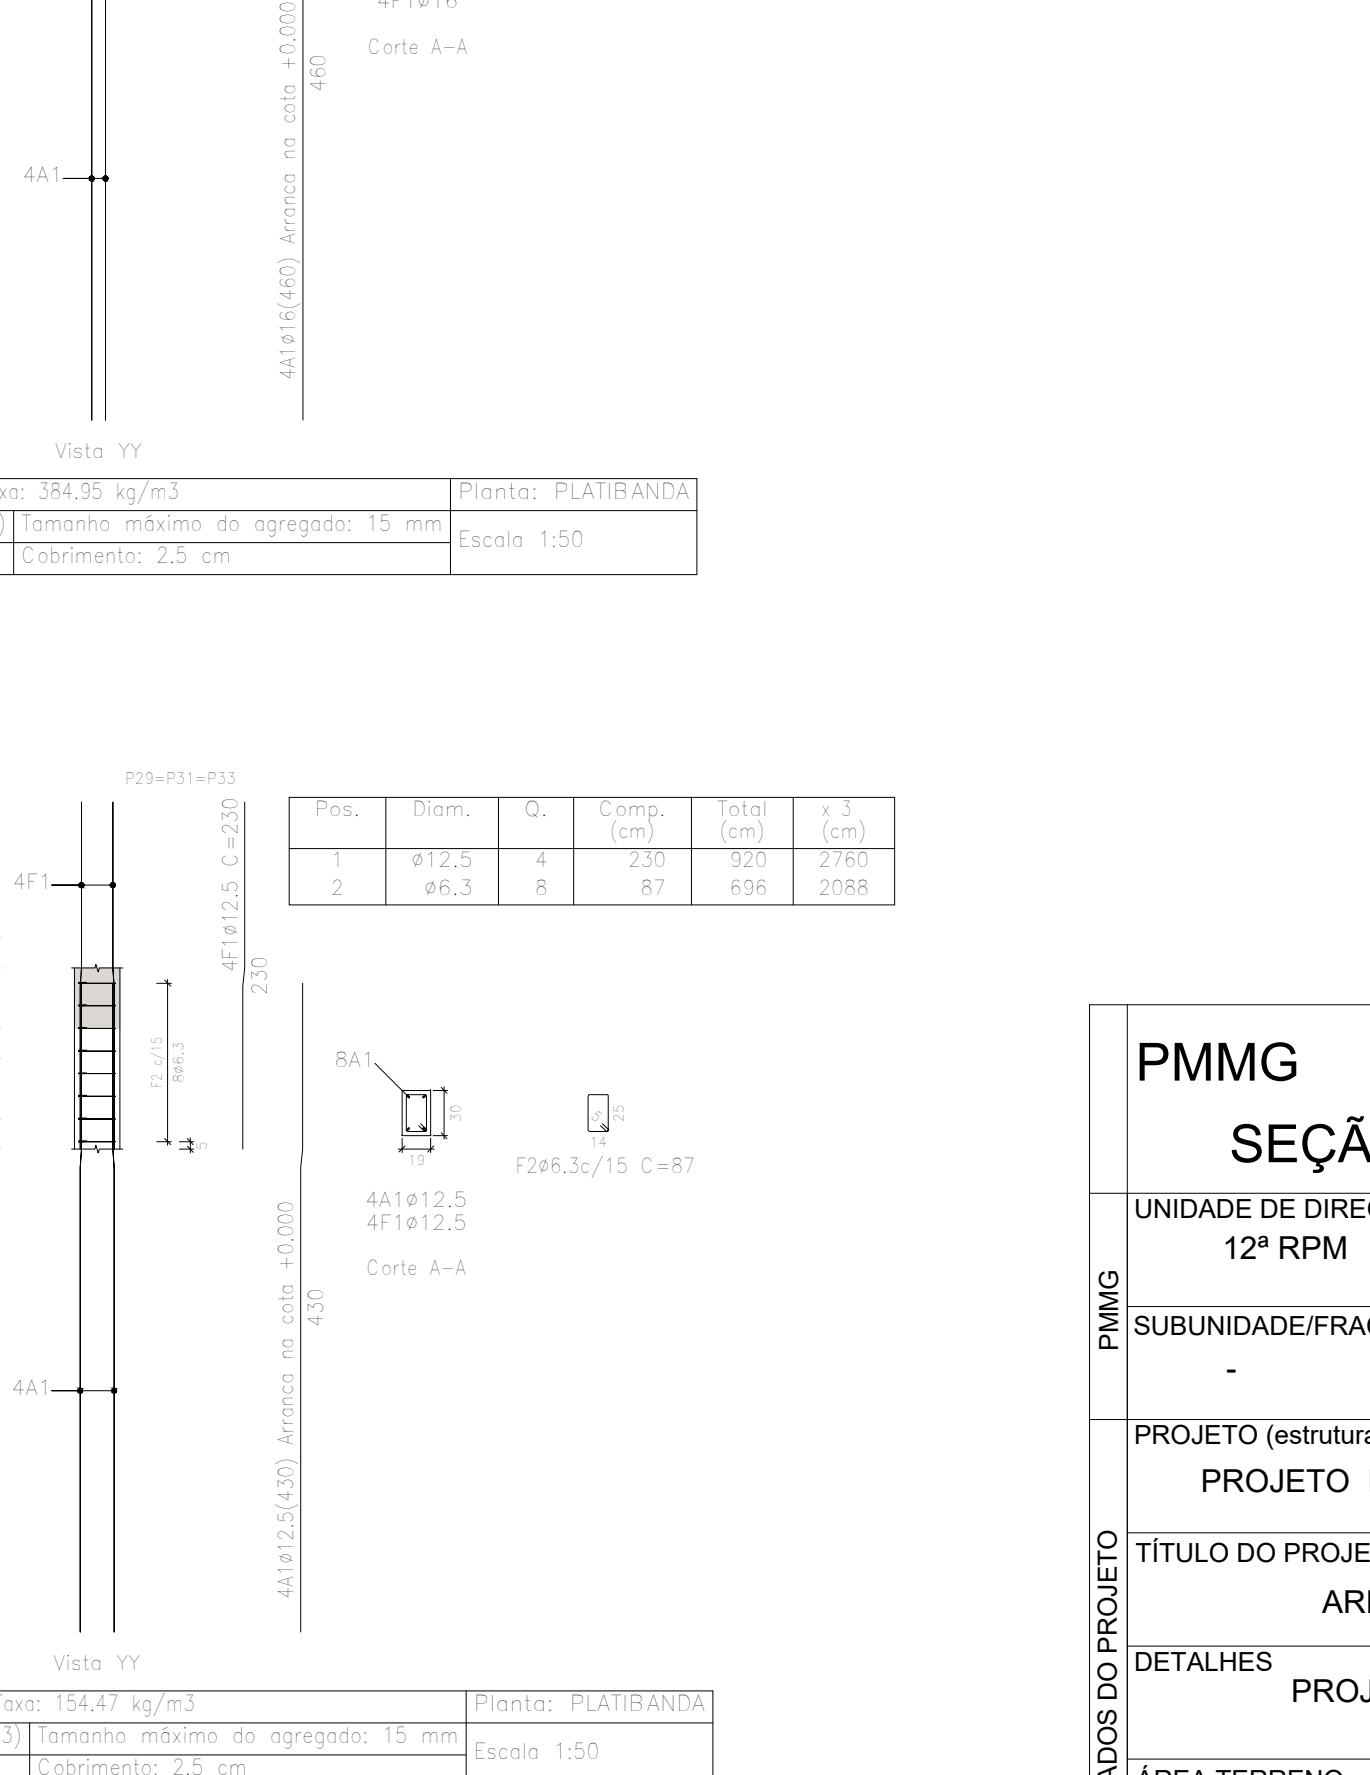 4F1ø16
Corte A-A
4A1
4A1ø16(460) Arranca na cota +0.000
460
Vista YY
xa: 384.95 kg/m3
Planta: PLATIBANDA
) Tamanho máximo do agregado: 15 mm
Escala 1:50
Cobrimento: 2.5 cm
P29=P31=P33
4F1
4F1ø12.5 C=230
230
Pos. Diam. Q. Comp. (cm) Total (cm) x 3 (cm)
1 ø12.5 4 230 920 2760
2 ø6.3 8 87 696 2088
F2 c/15
8ø6.3
5
8A1
30
19
4A1ø12.5
4F1ø12.5
Corte A-A
25
14
F2ø6.3c/15 C=87
4A1
4A1ø12.5(430) Arranca na cota +0.000
430
Vista YY
Taxa: 154.47 kg/m3
Planta: PLATIBANDA
3) Tamanho máximo do agregado: 15 mm
Escala 1:50
Cobrimento: 2.5 cm
PMMG
SEÇÃ
PMMG
UNIDADE DE DIRE
12ª RPM
SUBUNIDADE/FRAÇ
-
ADOS DO PROJETO
PROJETO (estrutura
PROJETO
TÍTULO DO PROJE
AR
DETALHES
PROJ
ÁREA TERRENO